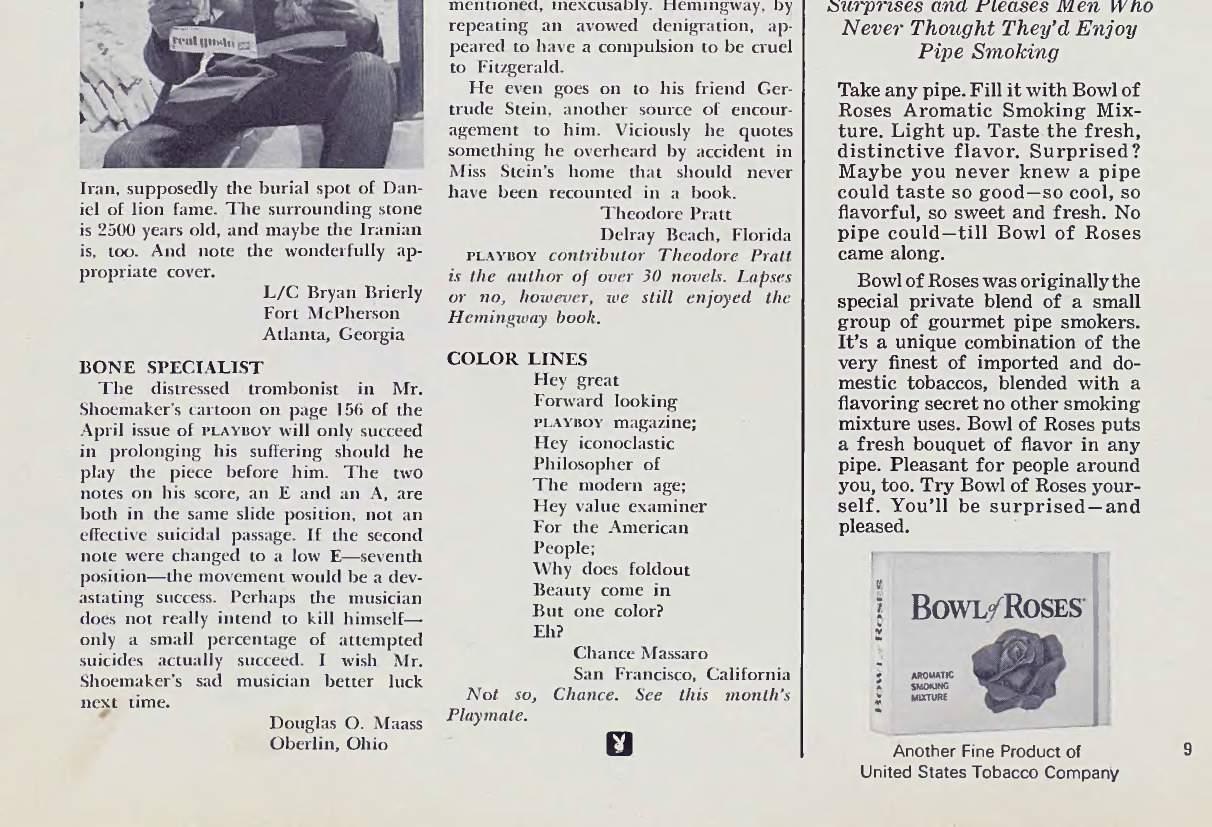 real gusto
Iran, supposedly the burial spot of Dan-
iel of lion fame. The surrounding stone
is 2500 years old, and maybe the Iranian
is, too. And note the wonderfully ap-
propriate cover.
L/C Bryan Brierly
Fort McPherson
Atlanta, Georgia
BONE SPECIALIST
The distressed trombonist in Mr.
Shoemaker's cartoon on page 156 of the
April issue of PLAYBOY will only succeed
in prolonging his suffering should he
play the piece before him. The two
notes on his score, an E and an A, are
both in the same slide position, not an
effective suicidal passage. If the second
note were changed to a low E—seventh
position—the movement would be a dev-
astating success. Perhaps the musician
does not really intend to kill himself—
only a small percentage of attempted
suicides actually succeed. I wish Mr.
Shoemaker's sad musician better luck
next time.
Douglas O. Maass
Oberlin, Ohio
mentioned, inexcusably. Hemingway, by
repeating an avowed denigration, ap-
peared to have a compulsion to be cruel
to Fitzgerald.
He even goes on to his friend Ger-
trude Stein, another source of encour-
agement to him. Viciously he quotes
something he overheard by accident in
Miss Stein's home that should never
have been recounted in a book.
Theodore Pratt
Delray Beach, Florida
PLAYBOY contributor Theodore Pratt
is the author of over 30 novels. Lapses
or no, however, we still enjoyed the
Hemingway book.
COLOR LINES
Hey great
Forward looking
PLAYBOY magazine;
Hey iconoclastic
Philosopher of
The modern age;
Hey value examiner
For the American
People;
Why does foldout
Beauty come in
But one color?
Eh?
Chance Massaro
San Francisco, California
Not so, Chance. See this month's
Playmate.
Surprises and Pleases Men Who
Never Thought They'd Enjoy
Pipe Smoking
Take any pipe. Fill it with Bowl of
Roses Aromatic Smoking Mix-
ture. Light up. Taste the fresh,
distinctive flavor. Surprised?
Maybe you never knew a pipe
could taste so good—so cool, so
flavorful, so sweet and fresh. No
pipe could—till Bowl of Roses
came along.
Bowl of Roses was originally the
special private blend of a small
group of gourmet pipe smokers.
It's a unique combination of the
very finest of imported and do-
mestic tobaccos, blended with a
flavoring secret no other smoking
mixture uses. Bowl of Roses puts
a fresh bouquet of flavor in any
pipe. Pleasant for people around
you, too. Try Bowl of Roses your-
self. You'll be surprised—and
pleased.
BOWL of ROSES
BOWL of ROSES
AROMATIC
SMOKING
MIXTURE
Another Fine Product of
United States Tobacco Company
9